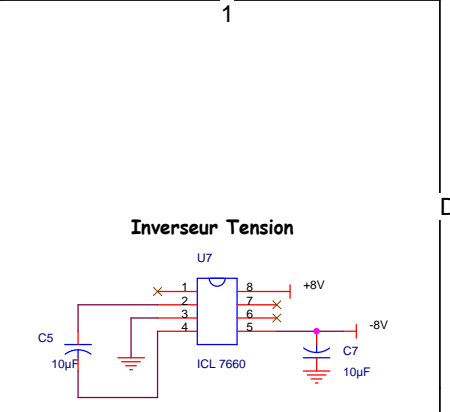 1
D
Inverseur Tension
U7
1 8 +8V
2 7
3 6
4 5 -8V
C5
10µF
ICL 7660
C7
10µF